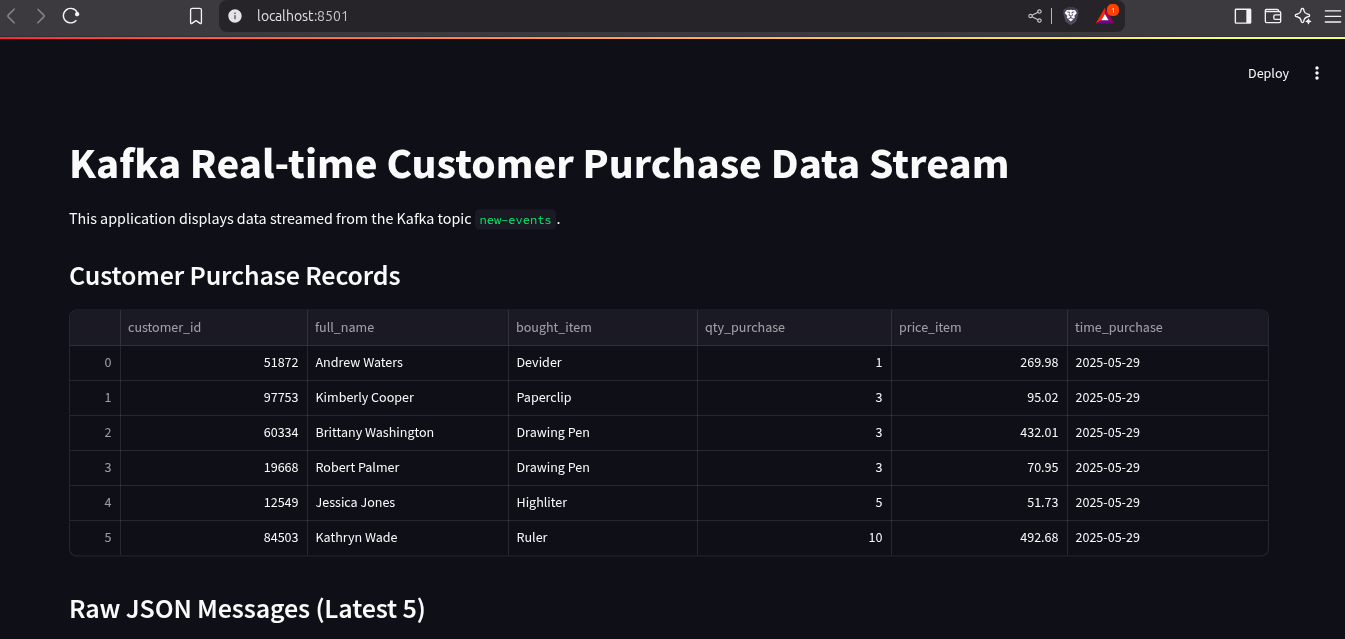 localhost:8501
1
Deploy
Kafka Real-time Customer Purchase Data Stream
This application displays data streamed from the Kafka topic new-events.
Customer Purchase Records
customer_id full_name bought_item qty_purchase price_item time_purchase
0 51872 Andrew Waters Devider 1 269.98 2025-05-29
1 97753 Kimberly Cooper Paperclip 3 95.02 2025-05-29
2 60334 Brittany Washington Drawing Pen 3 432.01 2025-05-29
3 19668 Robert Palmer Drawing Pen 3 70.95 2025-05-29
4 12549 Jessica Jones Highliter 5 51.73 2025-05-29
5 84503 Kathryn Wade Ruler 10 492.68 2025-05-29
Raw JSON Messages (Latest 5)